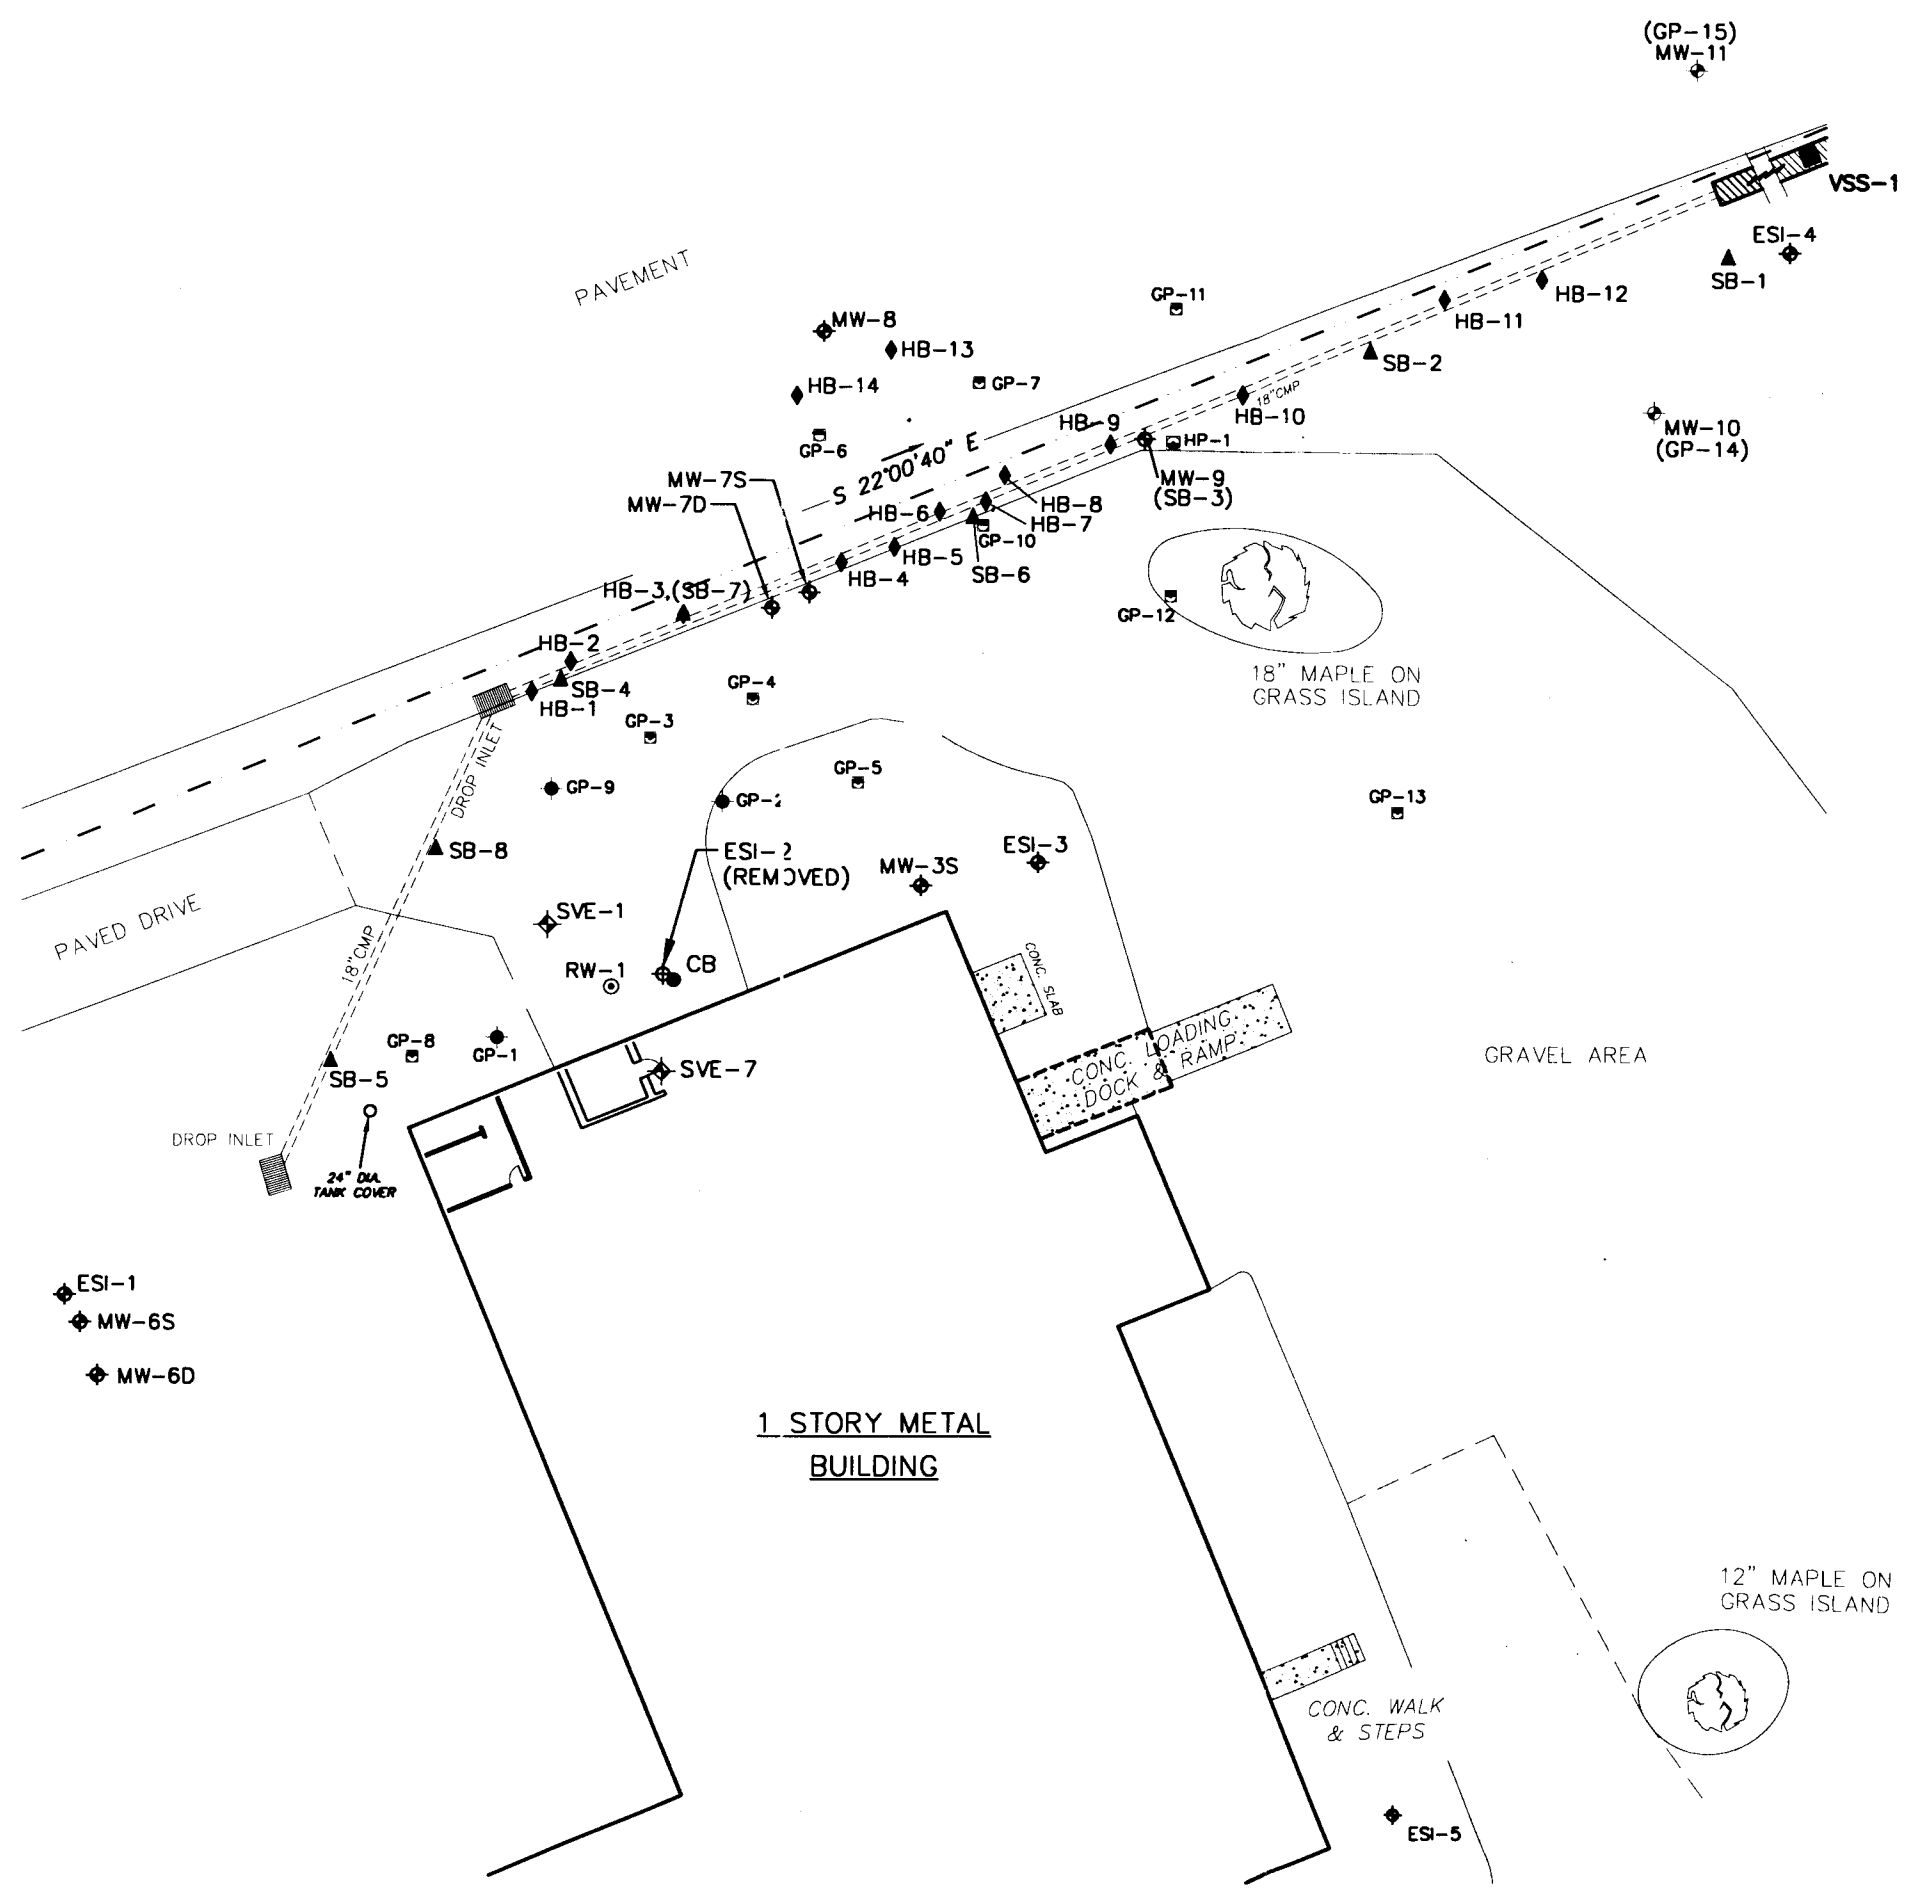 (GP-15)
MW-11
VSS-1
ESI-4
SB-1
HB-12
HB-11
PAVEMENT
GP-11
MW-8
HB-13
SB-2
HB-14
GP-7
18"CMP
HB-10
HB-9
MW-10
(GP-14)
GP-6
HP-1
S 22°00'40" E
MW-7S
MW-9
(SB-3)
MW-7D
HB-8
HB-6
HB-7
GP-10
HB-5
HB-4
SB-6
HB-3,(SB-7)
GP-12
HB-2
18" MAPLE ON
GRASS ISLAND
SB-4
GP-4
HB-1
GP-3
DROP INLET
GP-5
GP-9
GP-2
GP-13
SB-8
ESI-2
(REMOVED)
MW-3S
ESI-3
PAVED DRIVE
SVE-1
18"CMP
RW-1
CB
CONC. SLAB
GP-8
GP-1
CONC. LOADING
DOCK & RAMP
GRAVEL AREA
SB-5
SVE-7
DROP INLET
24" DIA.
TANK COVER
ESI-1
MW-6S
MW-6D
1 STORY METAL
BUILDING
12" MAPLE ON
GRASS ISLAND
CONC. WALK
& STEPS
ESI-5